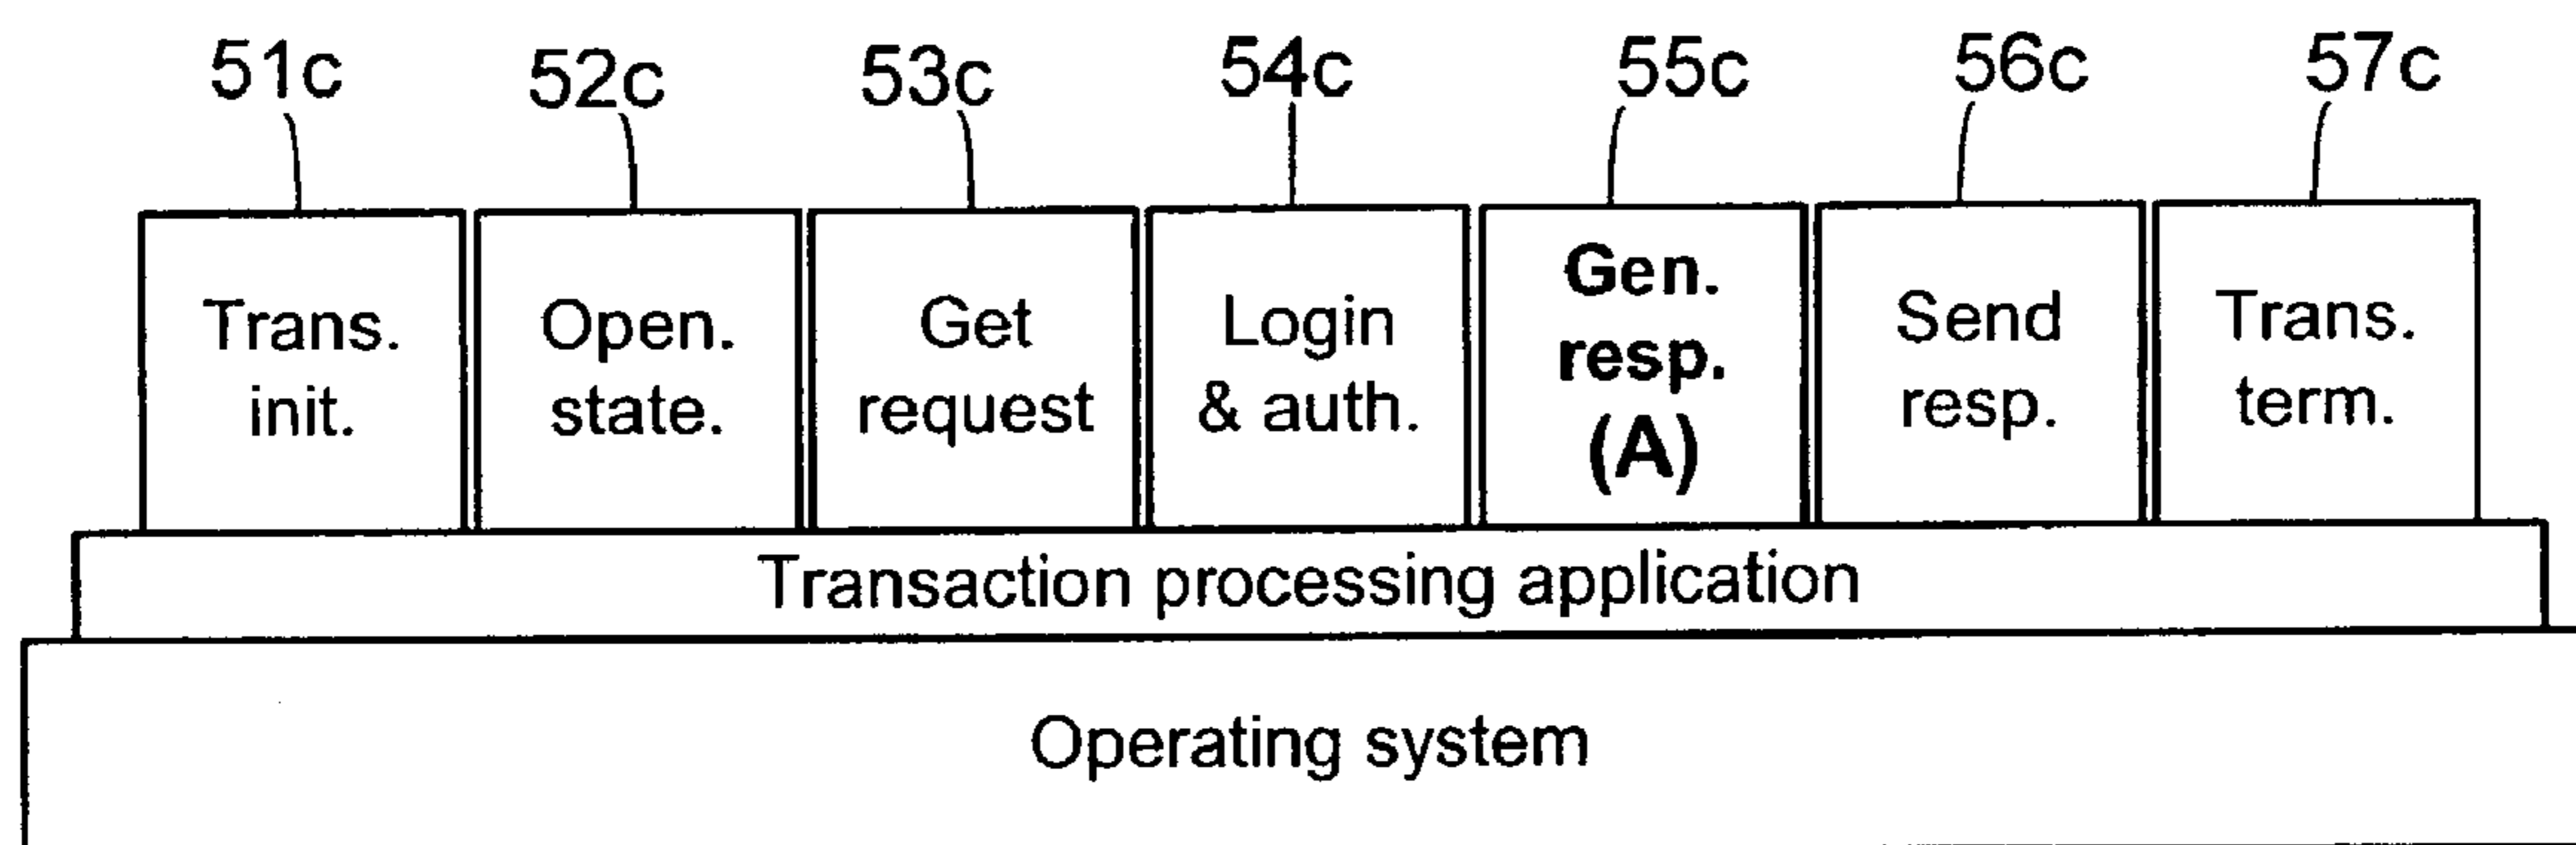 51c 52c 53c 54c 55c 56c 57c
Trans.
init.
Open.
state.
Get
request
Login
& auth.
Gen.
resp.
(A)
Send
resp.
Trans.
term.
Transaction processing application
Operating system